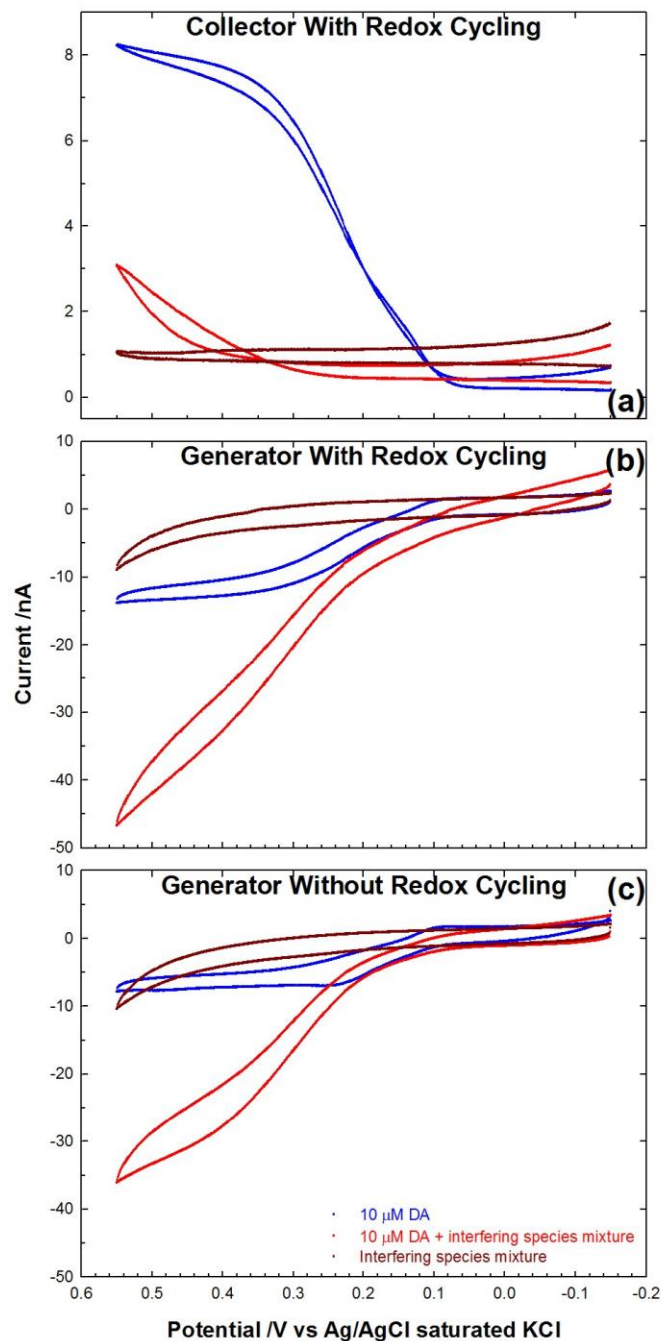 Collector With Redox Cycling
8
6
4
2
0
(a)
Generator With Redox Cycling
(b)
10
0
-10
-20
-30
-40
-50
Current /nA
Generator Without Redox Cycling
(c)
10
0
-10
-20
-30
-40
-50
10 μM DA
10 μM DA + interfering species mixture
Interfering species mixture
0.6 0.5 0.4 0.3 0.2 0.1 0.0 -0.1 -0.2
Potential /V vs Ag/AgCl saturated KCl